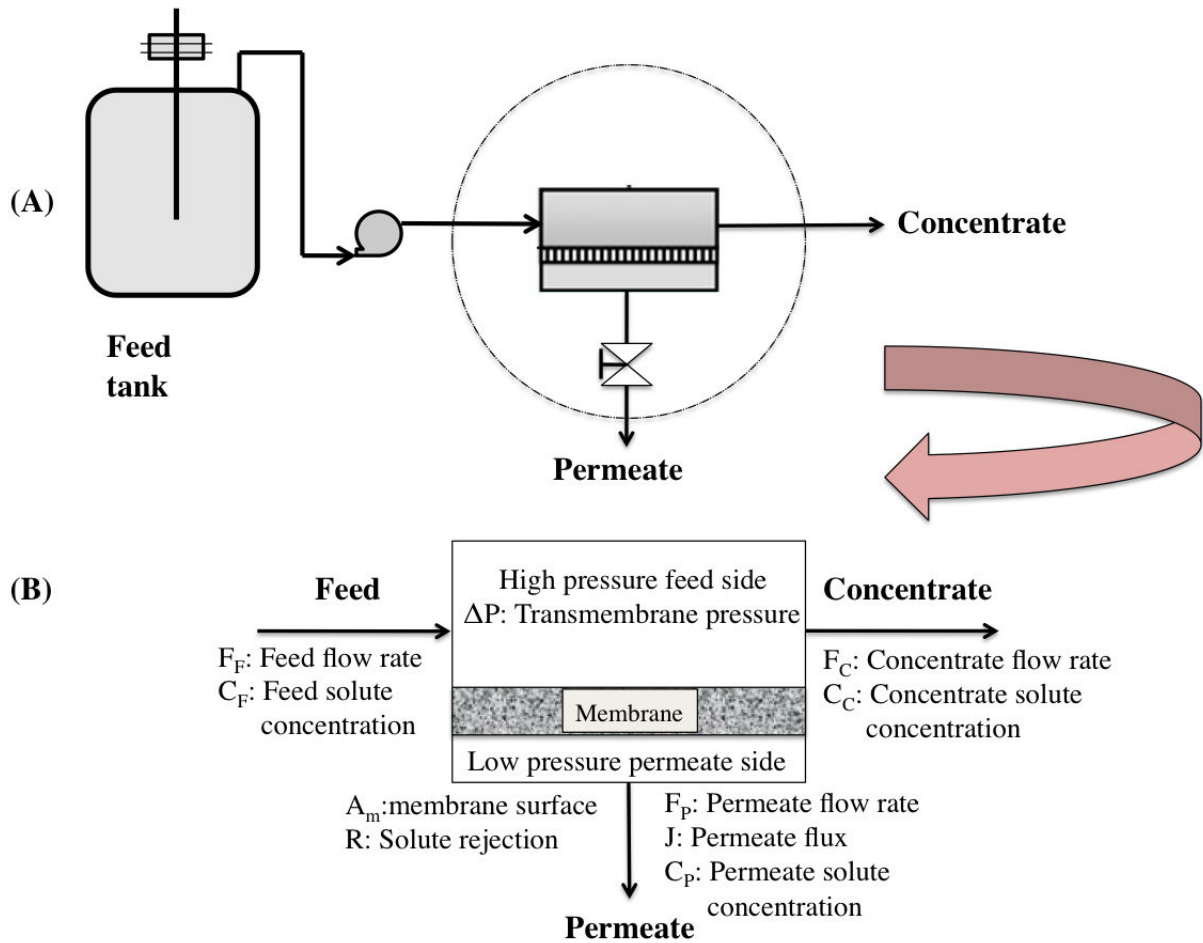 (A)
Feed
tank
Concentrate
Permeate
(B)
Feed
F_F: Feed flow rate
C_F: Feed solute
concentration
High pressure feed side
ΔP: Transmembrane pressure
Membrane
Low pressure permeate side
Concentrate
F_C: Concentrate flow rate
C_C: Concentrate solute
concentration
A_m:membrane surface
R: Solute rejection
F_P: Permeate flow rate
J: Permeate flux
C_P: Permeate solute
concentration
Permeate